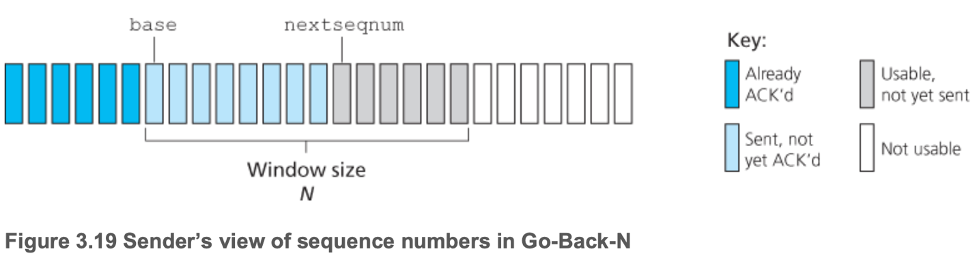 base
nextseqnum
Window size
N
Key:
Already
ACK'd
Usable,
not yet sent
Sent, not
yet ACK'd
Not usable
Figure 3.19 Sender's view of sequence numbers in Go-Back-N